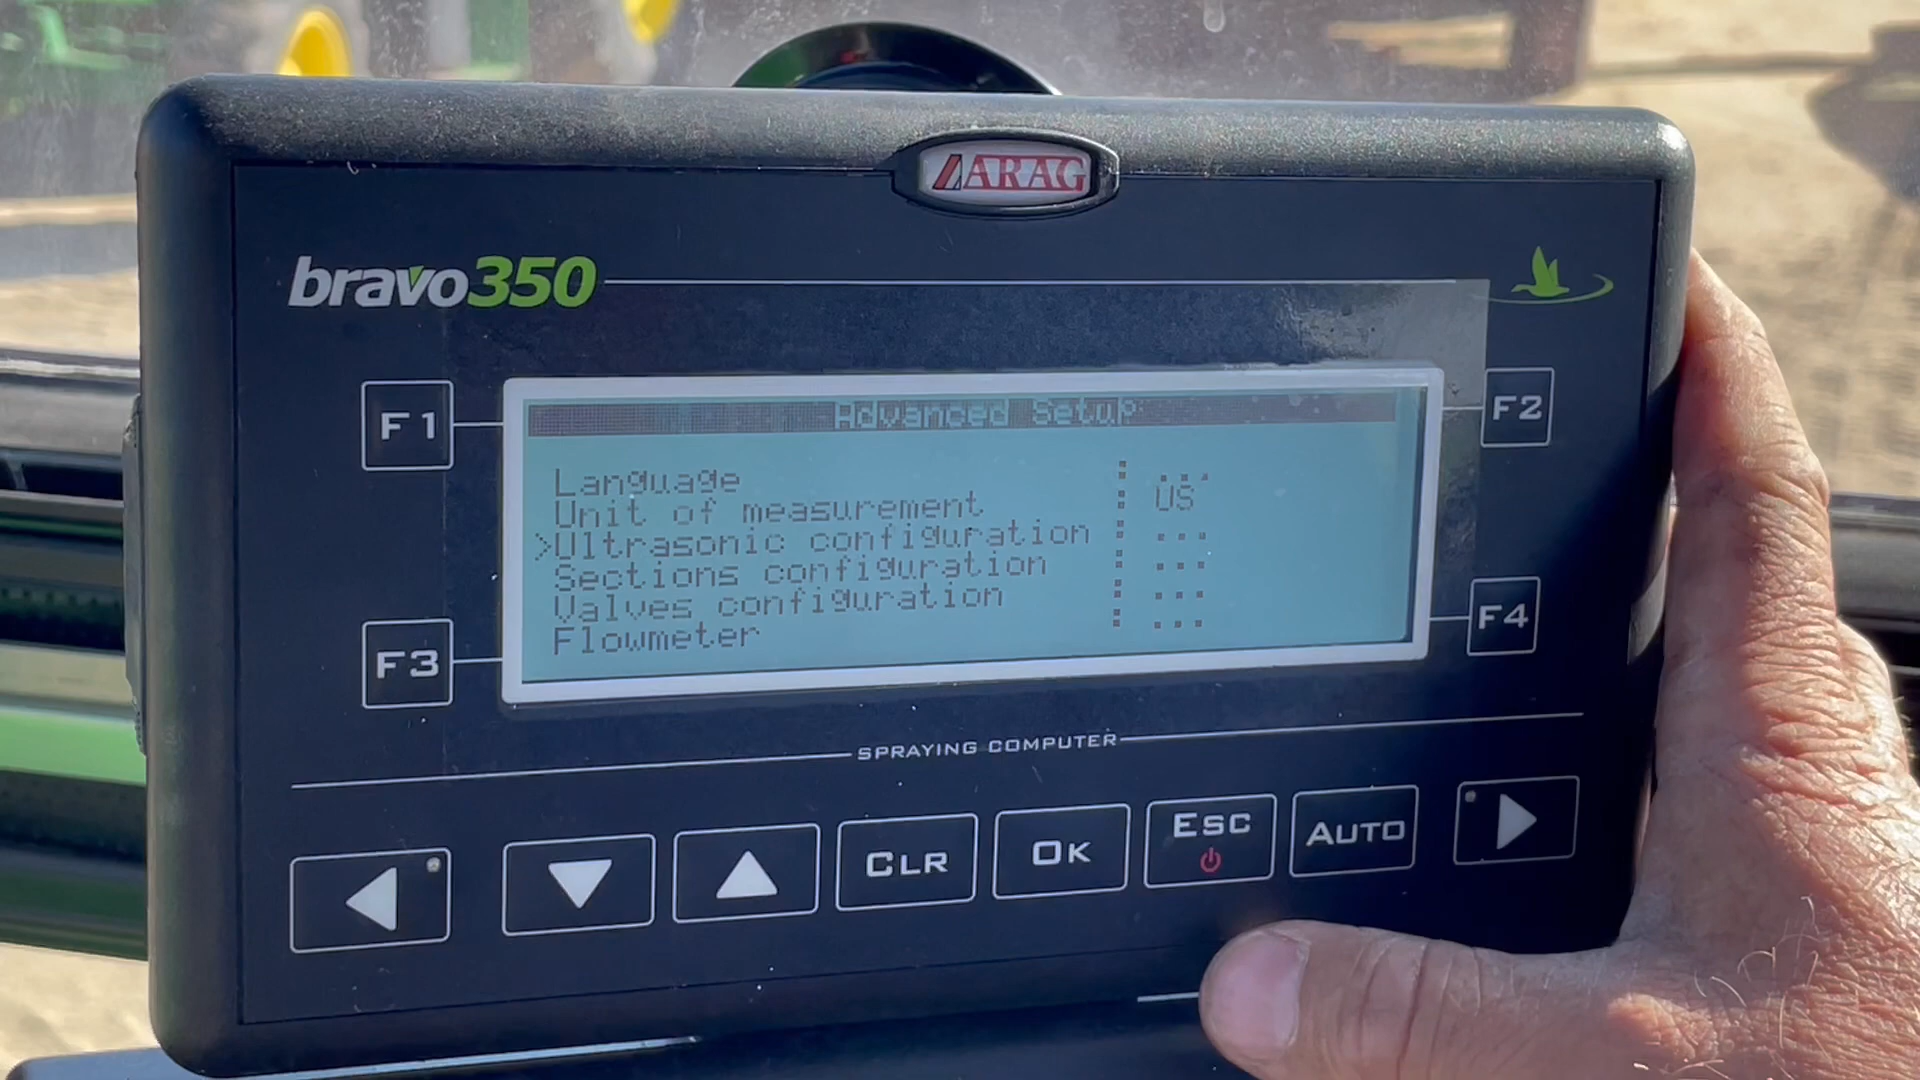 ARAG
bravo350
F1
F2
Advanced Setup
Language : ...
Unit of measurement : US
>Ultrasonic configuration : ...
Sections configuration : ...
Valves configuration : ...
Flowmeter : ...
F3
F4
SPRAYING COMPUTER
CLR
OK
ESC
AUTO